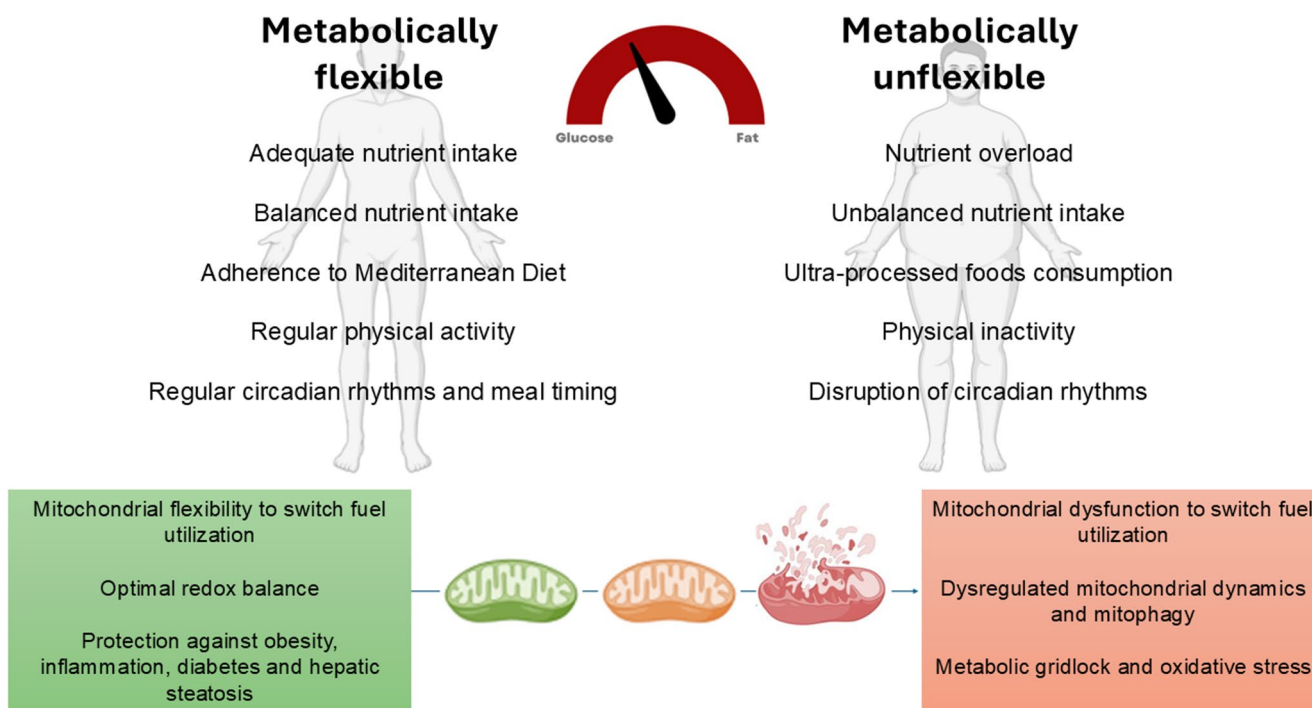 Metabolically
flexible
Adequate nutrient intake
Balanced nutrient intake
Adherence to Mediterranean Diet
Regular physical activity
Regular circadian rhythms and meal timing
Glucose
Fat
Metabolically
unflexible
Nutrient overload
Unbalanced nutrient intake
Ultra-processed foods consumption
Physical inactivity
Disruption of circadian rhythms
Mitochondrial flexibility to switch fuel
utilization
Optimal redox balance
Protection against obesity,
inflammation, diabetes and hepatic
steatosis
Mitochondrial dysfunction to switch fuel
utilization
Dysregulated mitochondrial dynamics
and mitophagy
Metabolic gridlock and oxidative stress